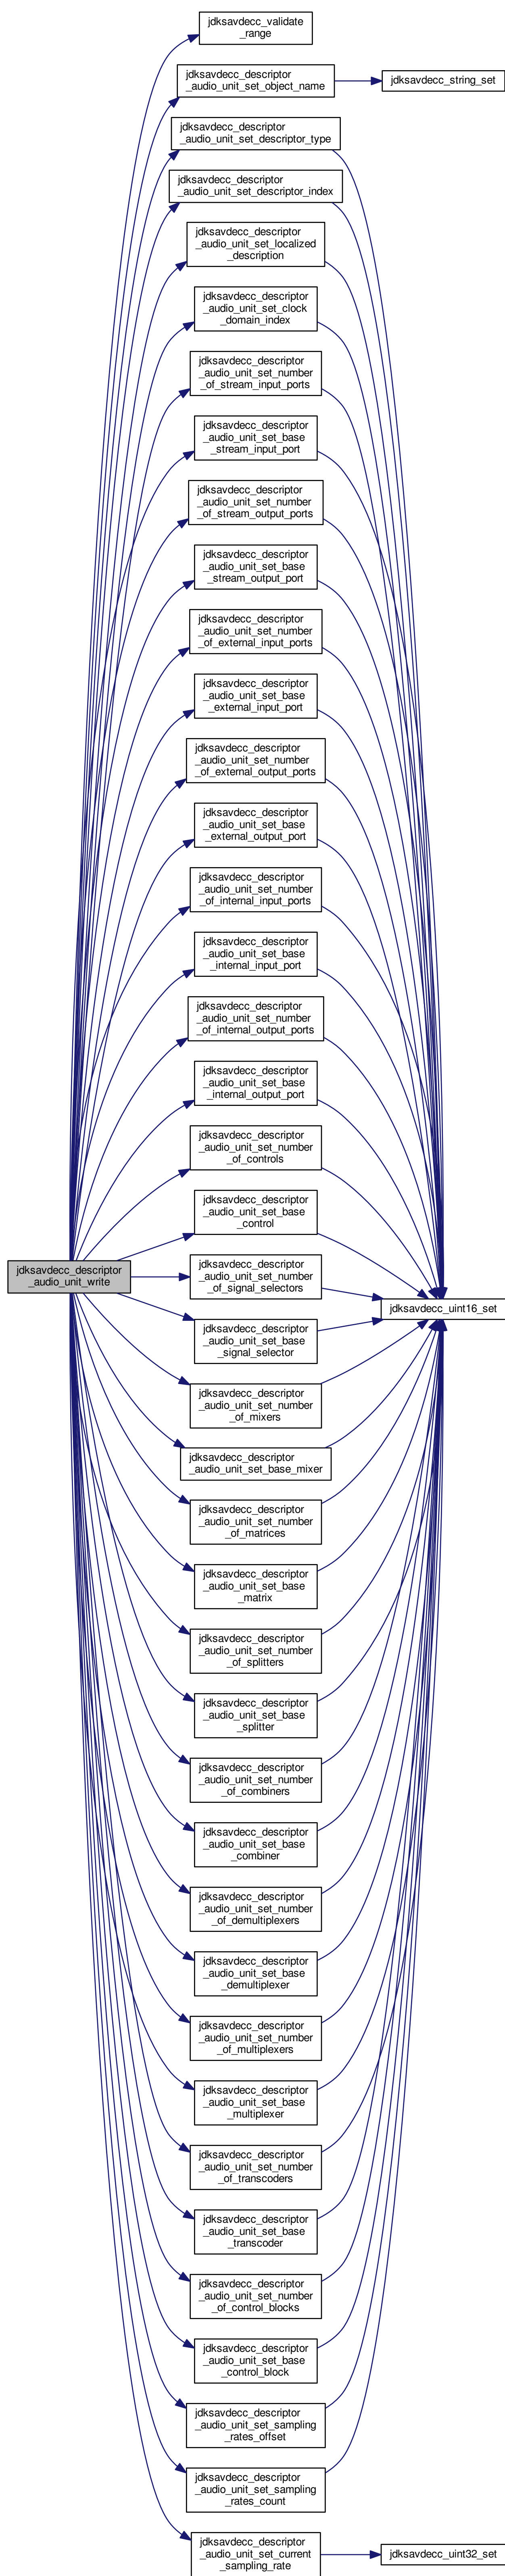 jdksavdecc_validate
_range
jdksavdecc_descriptor
_audio_unit_set_object_name
jdksavdecc_string_set
jdksavdecc_descriptor
_audio_unit_set_descriptor_type
jdksavdecc_descriptor
_audio_unit_set_descriptor_index
jdksavdecc_descriptor
_audio_unit_set_localized
_description
jdksavdecc_descriptor
_audio_unit_set_clock
_domain_index
jdksavdecc_descriptor
_audio_unit_set_number
_of_stream_input_ports
jdksavdecc_descriptor
_audio_unit_set_base
_stream_input_port
jdksavdecc_descriptor
_audio_unit_set_number
_of_stream_output_ports
jdksavdecc_descriptor
_audio_unit_set_base
_stream_output_port
jdksavdecc_descriptor
_audio_unit_set_number
_of_external_input_ports
jdksavdecc_descriptor
_audio_unit_set_base
_external_input_port
jdksavdecc_descriptor
_audio_unit_set_number
_of_external_output_ports
jdksavdecc_descriptor
_audio_unit_set_base
_external_output_port
jdksavdecc_descriptor
_audio_unit_set_number
_of_internal_input_ports
jdksavdecc_descriptor
_audio_unit_set_base
_internal_input_port
jdksavdecc_descriptor
_audio_unit_set_number
_of_internal_output_ports
jdksavdecc_descriptor
_audio_unit_set_base
_internal_output_port
jdksavdecc_descriptor
_audio_unit_set_number
_of_controls
jdksavdecc_descriptor
_audio_unit_set_base
_control
jdksavdecc_descriptor
_audio_unit_write
jdksavdecc_descriptor
_audio_unit_set_number
_of_signal_selectors
jdksavdecc_uint16_set
jdksavdecc_descriptor
_audio_unit_set_base
_signal_selector
jdksavdecc_descriptor
_audio_unit_set_number
_of_mixers
jdksavdecc_descriptor
_audio_unit_set_base_mixer
jdksavdecc_descriptor
_audio_unit_set_number
_of_matrices
jdksavdecc_descriptor
_audio_unit_set_base
_matrix
jdksavdecc_descriptor
_audio_unit_set_number
_of_splitters
jdksavdecc_descriptor
_audio_unit_set_base
_splitter
jdksavdecc_descriptor
_audio_unit_set_number
_of_combiners
jdksavdecc_descriptor
_audio_unit_set_base
_combiner
jdksavdecc_descriptor
_audio_unit_set_number
_of_demultiplexers
jdksavdecc_descriptor
_audio_unit_set_base
_demultiplexer
jdksavdecc_descriptor
_audio_unit_set_number
_of_multiplexers
jdksavdecc_descriptor
_audio_unit_set_base
_multiplexer
jdksavdecc_descriptor
_audio_unit_set_number
_of_transcoders
jdksavdecc_descriptor
_audio_unit_set_base
_transcoder
jdksavdecc_descriptor
_audio_unit_set_number
_of_control_blocks
jdksavdecc_descriptor
_audio_unit_set_base
_control_block
jdksavdecc_descriptor
_audio_unit_set_sampling
_rates_offset
jdksavdecc_descriptor
_audio_unit_set_sampling
_rates_count
jdksavdecc_descriptor
_audio_unit_set_current
_sampling_rate
jdksavdecc_uint32_set